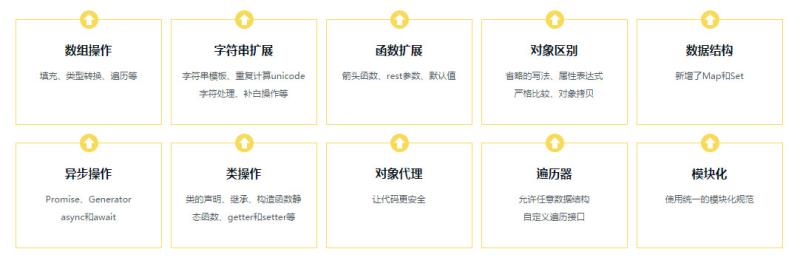 数组操作
填充、类型转换、遍历等
字符串扩展
字符串模板、重复计算unicode
字符处理、补白操作等
函数扩展
箭头函数、rest参数、默认值
对象区别
省略的写法、属性表达式
严格比较、对象拷贝
数据结构
新增了Map和Set
异步操作
Promise、Generator
async和await
类操作
类的声明、继承、构造函数静
态函数、getter和setter等
对象代理
让代码更安全
遍历器
允许任意数据结构
自定义遍历接口
模块化
使用统一的模块化规范